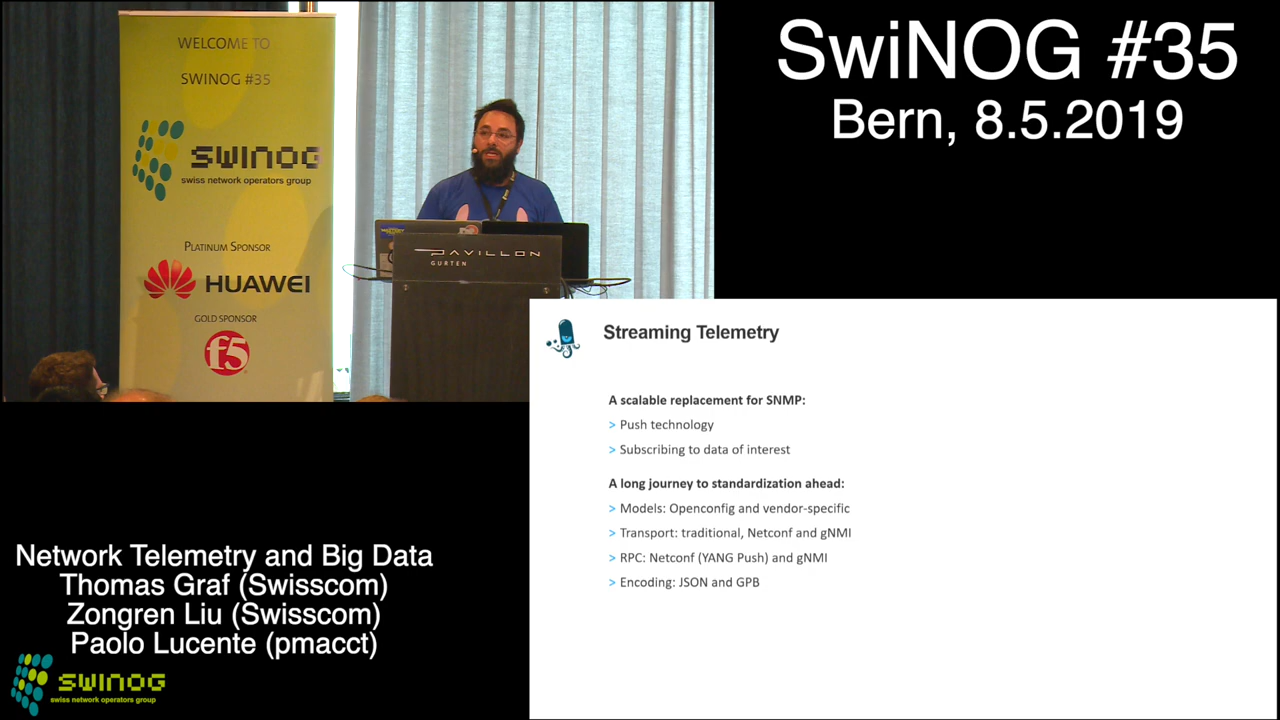 WELCOME TO
SWINOG #35
SWINOG
swiss network operators group
PLATINUM SPONSOR
HUAWEI
GOLD SPONSOR
f5
PAVILLON
GURTEN
SwiNOG #35
Bern, 8.5.2019
Streaming Telemetry
A scalable replacement for SNMP:
> Push technology
> Subscribing to data of interest
A long journey to standardization ahead:
> Models: Openconfig and vendor-specific
> Transport: traditional, Netconf and gNMI
> RPC: Netconf (YANG Push) and gNMI
> Encoding: JSON and GPB
Network Telemetry and Big Data
Thomas Graf (Swisscom)
Zongren Liu (Swisscom)
Paolo Lucente (pmacct)
SWINOG
swiss network operators group